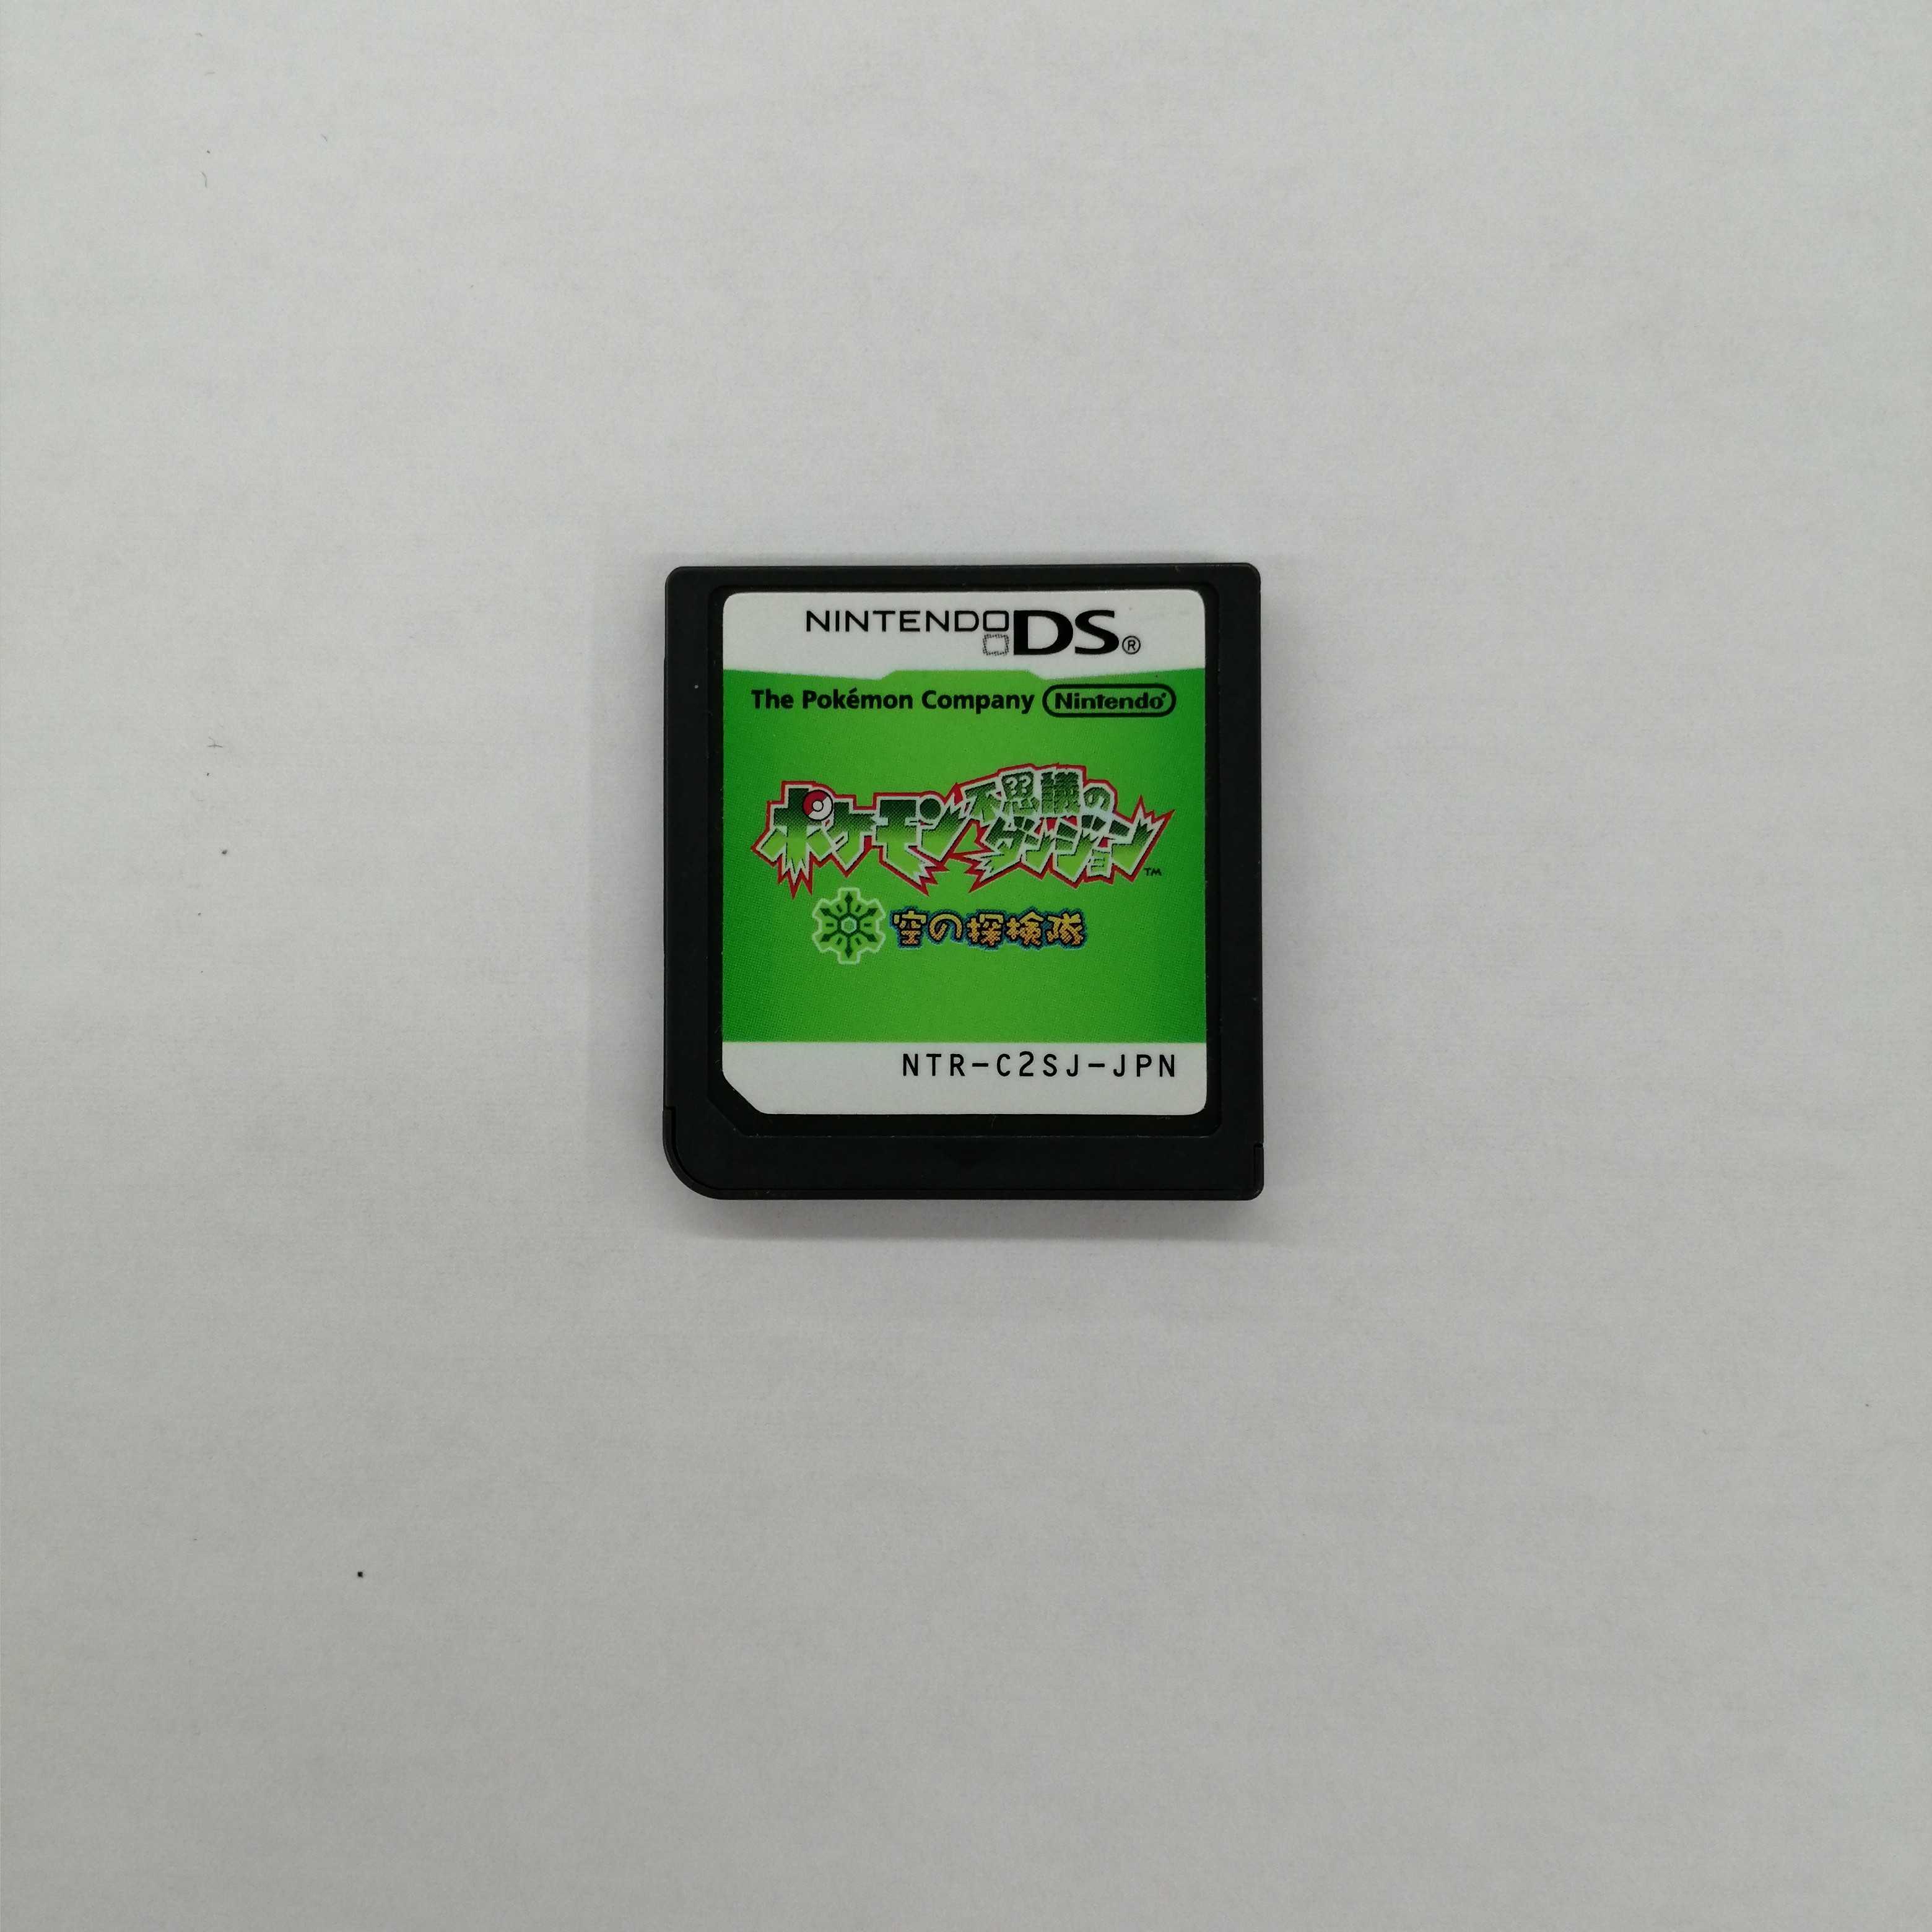 NINTENDO DS®
The Pokémon Company Nintendo®
ポケモン不思議の
ダンジョン™
空の探検隊
NTR-C2SJ-JPN